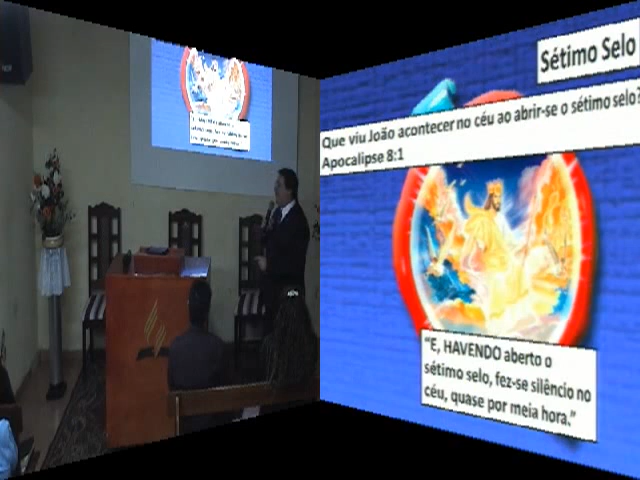 Sétimo Selo
Que viu João acontecer no céu ao abrir-se o sétimo selo?
Apocalipse 8:1
“E, HAVENDO aberto o
sétimo selo, fez-se silêncio no
céu, quase por meia hora.”